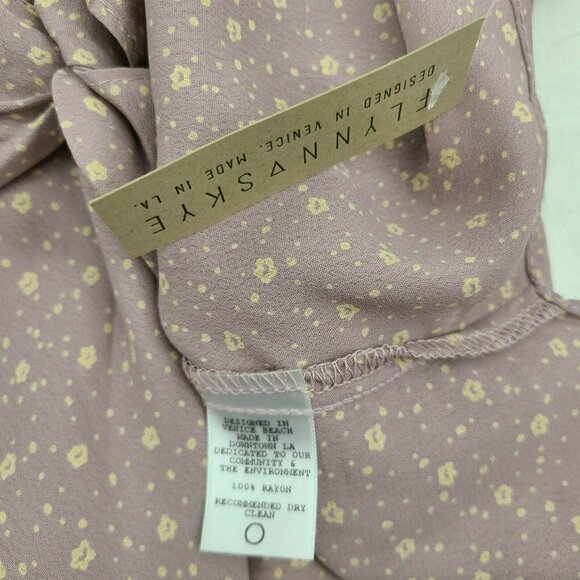 FLYNN ▽ SKYE
DESIGNED IN VENICE. MADE IN LA.
DESIGNED IN
VENICE BEACH
MADE IN
DOWNTOWN LA
DEDICATED TO OUR
COMMUNITY &
THE ENVIRONMENT
100% RAYON
RECOMMENDED DRY
CLEAN